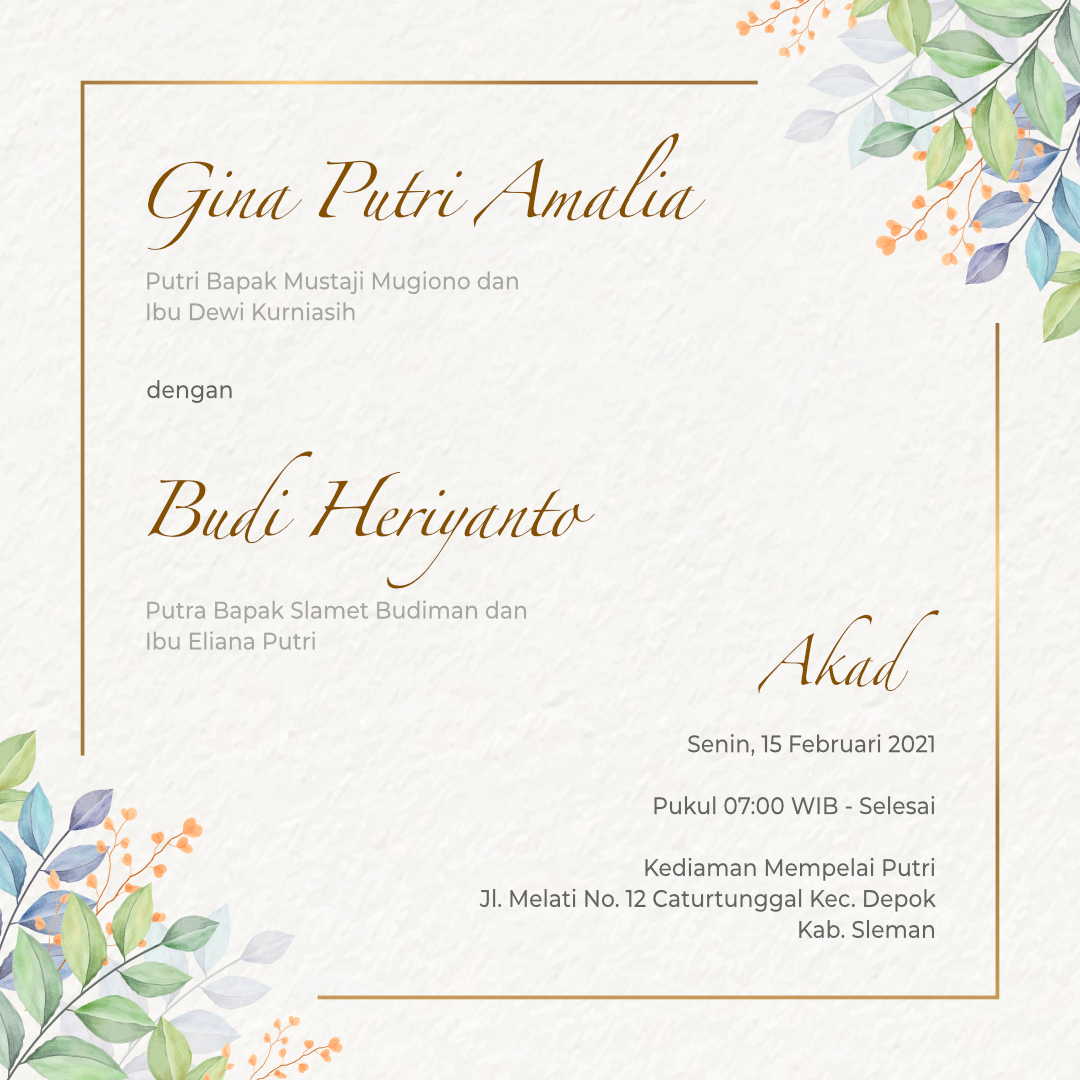 Gina Putri Amalia
Putri Bapak Mustaji Mugiono dan
Ibu Dewi Kurniasih
dengan
Budi Heriyanto
Putra Bapak Slamet Budiman dan
Ibu Eliana Putri
Akad
Senin, 15 Februari 2021
Pukul 07:00 WIB - Selesai
Kediaman Mempelai Putri
Jl. Melati No. 12 Caturtunggal Kec. Depok
Kab. Sleman